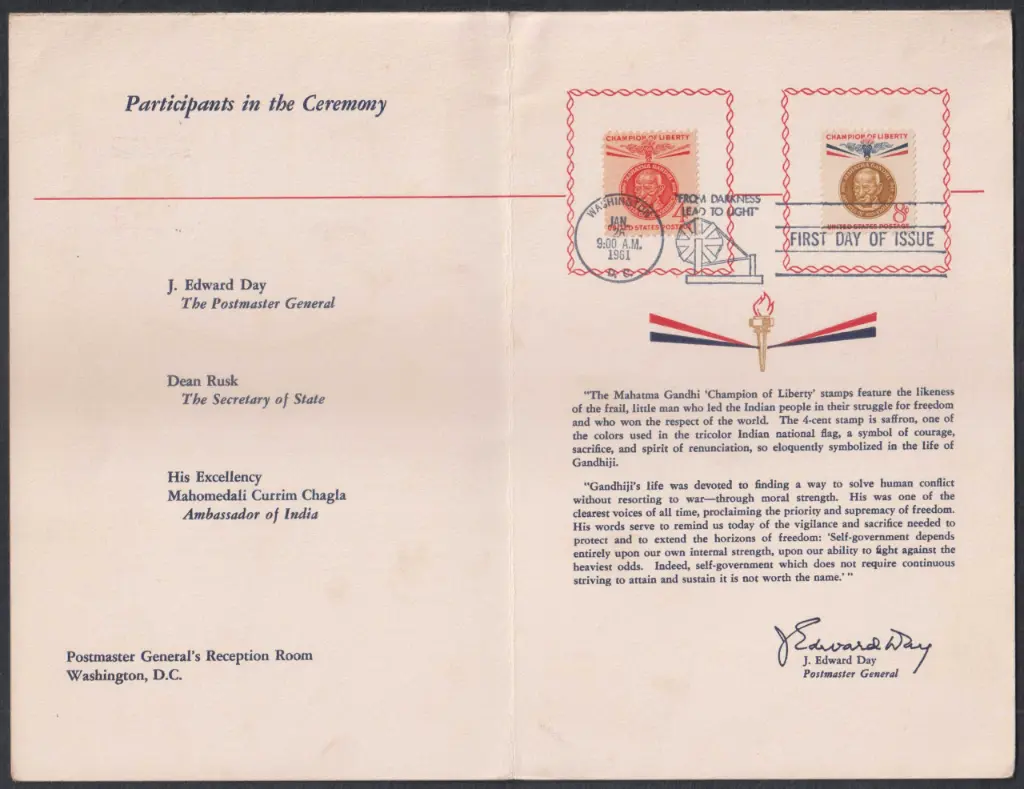 Participants in the Ceremony
J. Edward Day
The Postmaster General
Dean Rusk
The Secretary of State
His Excellency
Mahomedali Currim Chagla
Ambassador of India
Postmaster General's Reception Room
Washington, D.C.
CHAMPION OF LIBERTY
4¢
UNITED STATES POSTAGE
CHAMPION OF LIBERTY
8¢
UNITED STATES POSTAGE
WASHINGTON
JAN
26
9:00 A.M.
1961
D. C.
"FROM DARKNESS
LEAD TO LIGHT"
FIRST DAY OF ISSUE
"The Mahatma Gandhi 'Champion of Liberty' stamps feature the likeness
of the frail, little man who led the Indian people in their struggle for freedom
and who won the respect of the world. The 4-cent stamp is saffron, one of
the colors used in the tricolor Indian national flag, a symbol of courage,
sacrifice, and spirit of renunciation, so eloquently symbolized in the life of
Gandhiji.
"Gandhiji's life was devoted to finding a way to solve human conflict
without resorting to war—through moral strength. His was one of the
clearest voices of all time, proclaiming the priority and supremacy of freedom.
His words serve to remind us today of the vigilance and sacrifice needed to
protect and to extend the horizons of freedom: 'Self-government depends
entirely upon our own internal strength, upon our ability to fight against the
heaviest odds. Indeed, self-government which does not require continuous
striving to attain and sustain it is not worth the name.' "
J Edward Day
J. Edward Day
Postmaster General